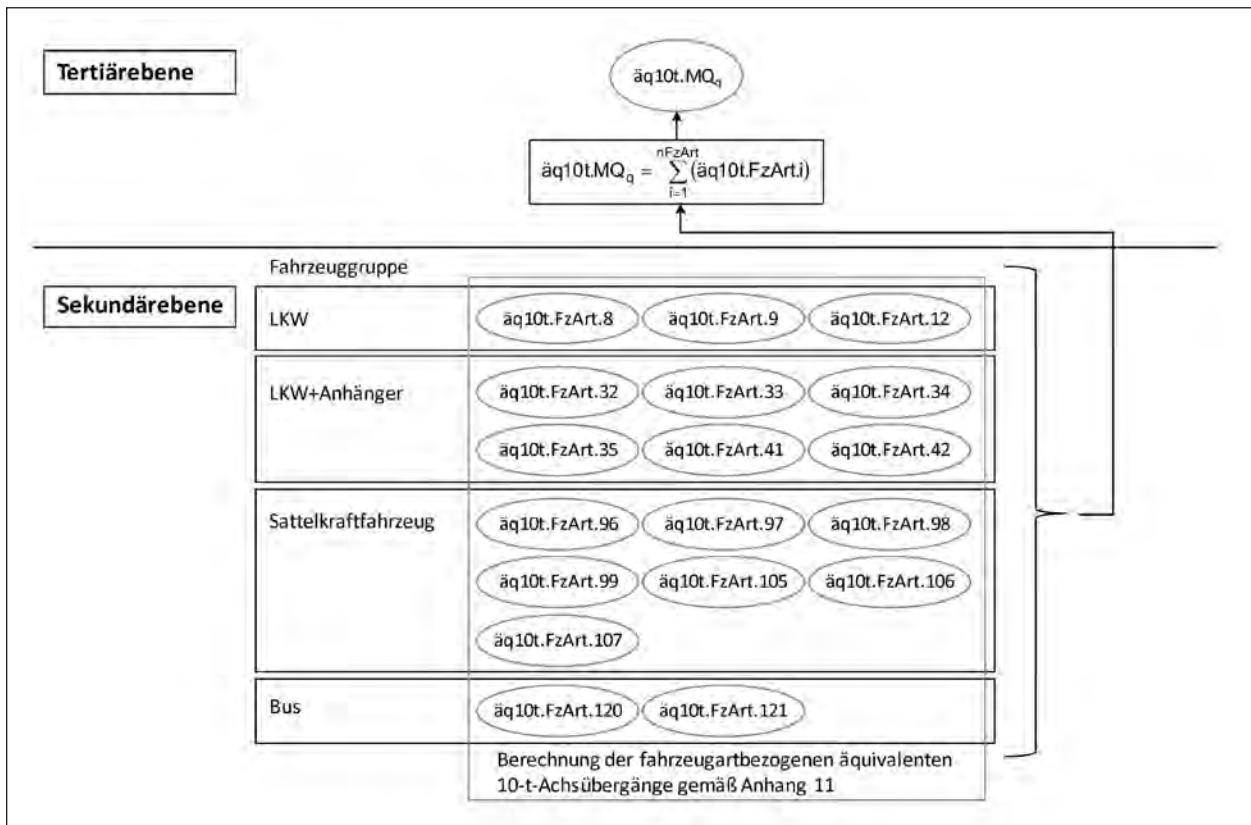 Tertiärebene
äq10t.MQq
nFzArt
äq10t.MQq = ∑(äq10t.FzArt.i)
i=1
Fahrzeuggruppe
Sekundärebene
LKW
äq10t.FzArt.8 äq10t.FzArt.9 äq10t.FzArt.12
LKW+Anhänger
äq10t.FzArt.32 äq10t.FzArt.33 äq10t.FzArt.34
äq10t.FzArt.35 äq10t.FzArt.41 äq10t.FzArt.42
Sattelkraftfahrzeug
äq10t.FzArt.96 äq10t.FzArt.97 äq10t.FzArt.98
äq10t.FzArt.99 äq10t.FzArt.105 äq10t.FzArt.106
äq10t.FzArt.107
Bus
äq10t.FzArt.120 äq10t.FzArt.121
Berechnung der fahrzeugartbezogenen äquivalenten
10-t-Achsübergänge gemäß Anhang 11